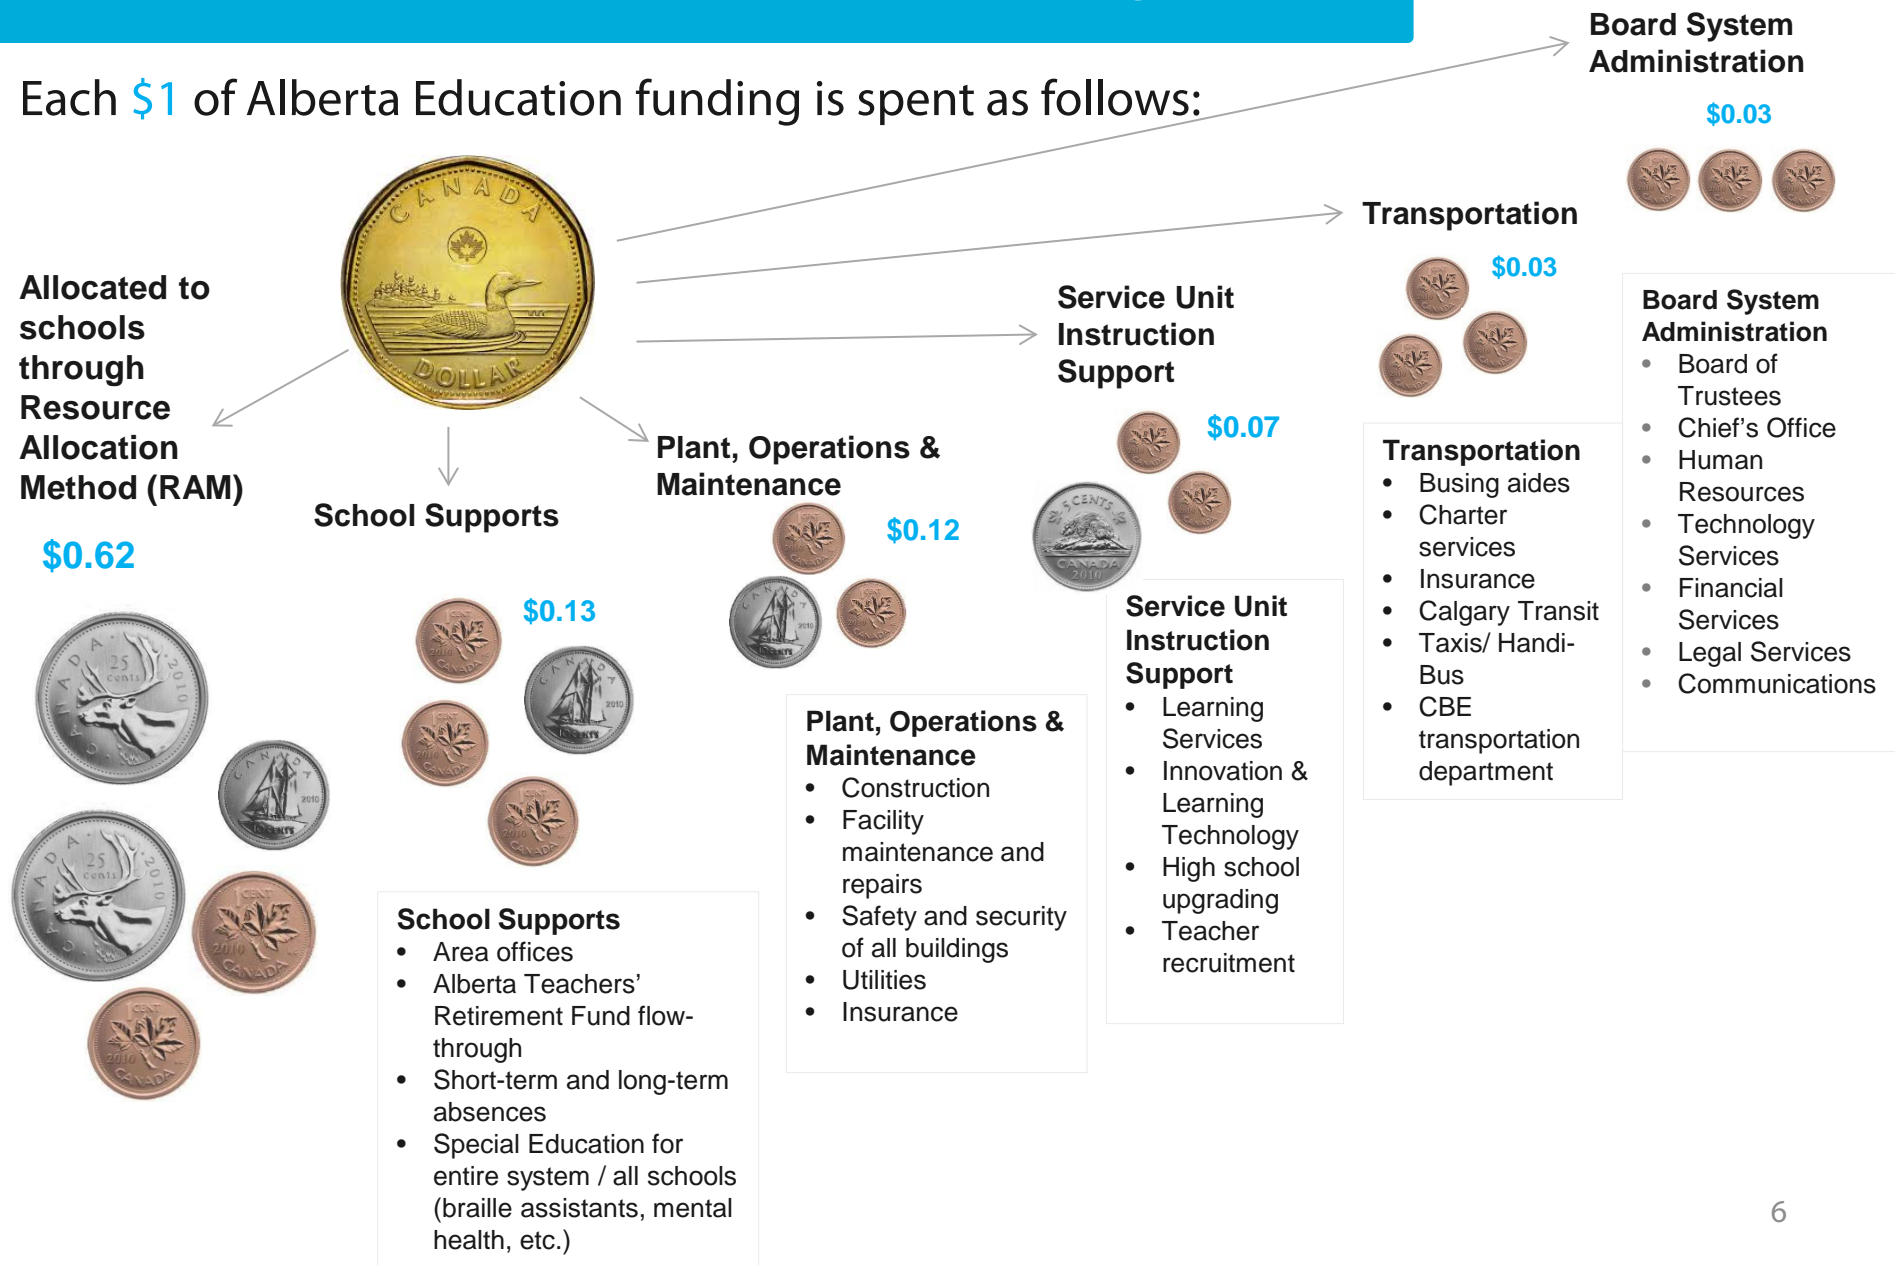 Each $1 of Alberta Education funding is spent as follows:
Board System
Administration
$0.03
Transportation
$0.03
Service Unit
Instruction
Support
$0.07
Plant, Operations &
Maintenance
$0.12
School Supports
$0.13
Allocated to
schools
through
Resource
Allocation
Method (RAM)
$0.62
CANADA
DOLLAR
School Supports
• Area offices
• Alberta Teachers’
Retirement Fund flow-
through
• Short-term and long-term
absences
• Special Education for
entire system / all schools
(braille assistants, mental
health, etc.)
Plant, Operations &
Maintenance
• Construction
• Facility
maintenance and
repairs
• Safety and security
of all buildings
• Utilities
• Insurance
Service Unit
Instruction
Support
• Learning
Services
• Innovation &
Learning
Technology
• High school
upgrading
• Teacher
recruitment
Transportation
• Busing aides
• Charter
services
• Insurance
• Calgary Transit
• Taxis/ Handi-
Bus
• CBE
transportation
department
Board System
Administration
• Board of
Trustees
• Chief’s Office
• Human
Resources
• Technology
Services
• Financial
Services
• Legal Services
• Communications
6